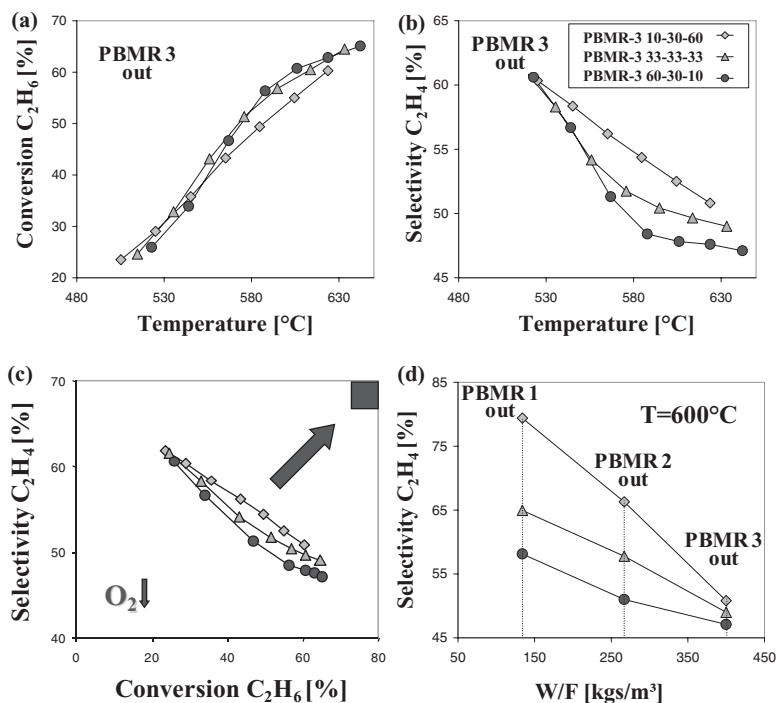 (a)
PBMR 3
out
Conversion C₂H₆ [%]
70
60
50
40
30
20
480
530
580
630
Temperature [°C]
(b)
PBMR 3
out
PBMR-3 10-30-60
PBMR-3 33-33-33
PBMR-3 60-30-10
Selectivity C₂H₄ [%]
65
60
55
50
45
480
530
580
630
Temperature [°C]
(c)
Selectivity C₂H₄ [%]
70
60
50
40
O₂
0
20
40
60
80
Conversion C₂H₆ [%]
(d)
PBMR 1
out
T=600°C
PBMR 2
out
PBMR 3
out
Selectivity C₂H₄ [%]
85
75
65
55
45
50
150
250
350
450
W/F [kgs/m³]